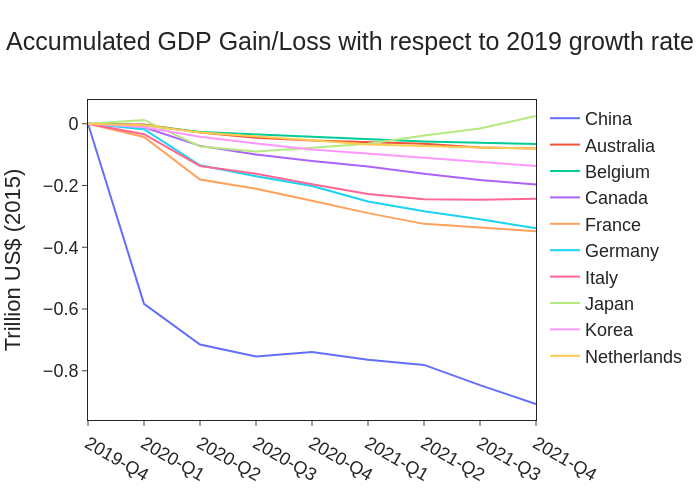 Accumulated GDP Gain/Loss with respect to 2019 growth rate
Trillion US$ (2015)
0
−0.2
−0.4
−0.6
−0.8
2019-Q4
2020-Q1
2020-Q2
2020-Q3
2020-Q4
2021-Q1
2021-Q2
2021-Q3
2021-Q4
China
Australia
Belgium
Canada
France
Germany
Italy
Japan
Korea
Netherlands